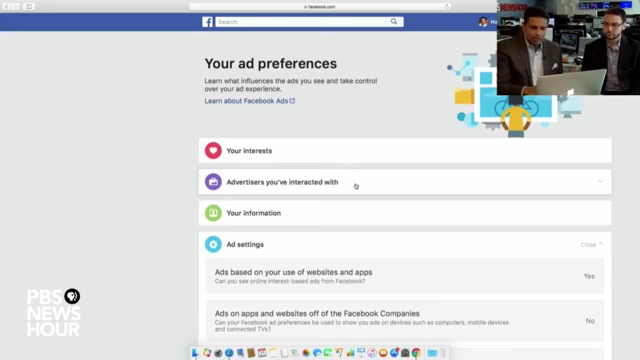 facebook.com
Search
Your ad preferences
Learn what influences the ads you see and take control
over your ad experience.
Learn about Facebook Ads
Your interests
Advertisers you've interacted with
Your information
Ad settings
Close
Ads based on your use of websites and apps
Can you see online interest-based ads from Facebook?
Yes
Ads on apps and websites off of the Facebook Companies
Can your Facebook ad preferences be used to show you ads on devices such as computers, mobile
devices and connected TVs?
No
PBS
NEWS
HOUR